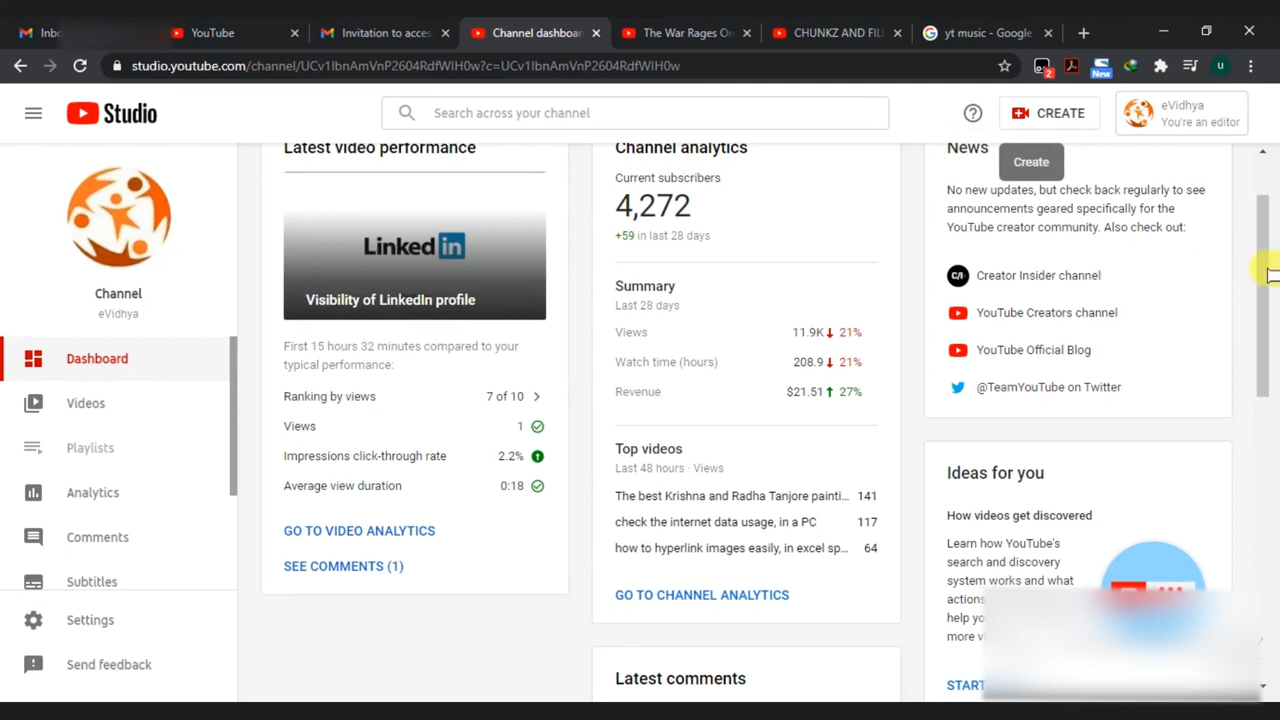 Inbo
YouTube
Invitation to acces
Channel dashboar
The War Rages On
CHUNKZ AND FIL
yt music - Google
studio.youtube.com/channel/UCv1IbnAmVnP2604RdfWIH0w?c=UCv1IbnAmVnP2604RdfWIH0w
2
New
U
Studio
Search across your channel
CREATE
eVidhya
You're an editor
Channel
eVidhya
Dashboard
Videos
Playlists
Analytics
Comments
Subtitles
Settings
Send feedback
Latest video performance
Linked in
Visibility of LinkedIn profile
First 15 hours 32 minutes compared to your
typical performance:
Ranking by views 7 of 10
Views 1
Impressions click-through rate 2.2%
Average view duration 0:18
GO TO VIDEO ANALYTICS
SEE COMMENTS (1)
Channel analytics
Current subscribers
4,272
+59 in last 28 days
Summary
Last 28 days
Views 11.9K 21%
Watch time (hours) 208.9 21%
Revenue $21.51 27%
Top videos
Last 48 hours · Views
The best Krishna and Radha Tanjore painti... 141
check the internet data usage, in a PC 117
how to hyperlink images easily, in excel sp... 64
GO TO CHANNEL ANALYTICS
Latest comments
News
Create
No new updates, but check back regularly to see
announcements geared specifically for the
YouTube creator community. Also check out:
C/I
Creator Insider channel
YouTube Creators channel
YouTube Official Blog
@TeamYouTube on Twitter
Ideas for you
How videos get discovered
Learn how YouTube's
search and discovery
system works and what
actions
help yo
more v
START